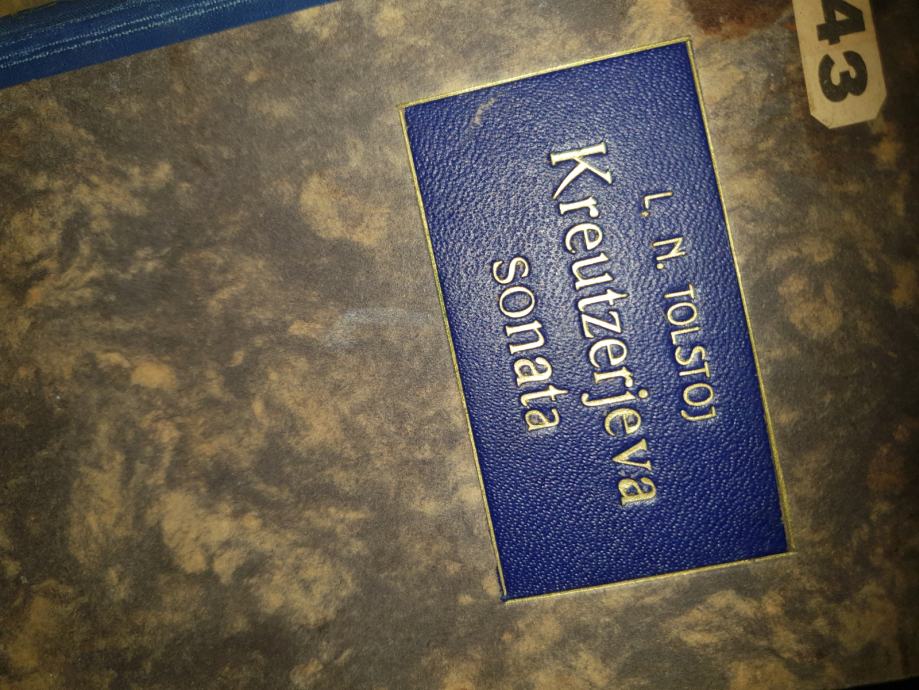 43
L. N. TOLSTOJ
Kreutzerjeva
sonata